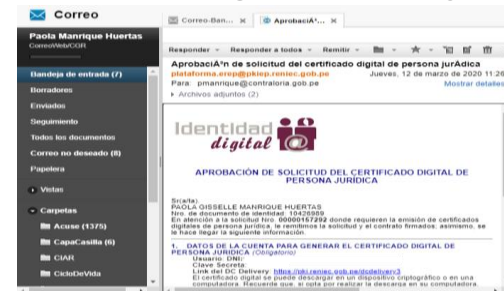 Correo
Correo-Ban...
AprobaciÃ³...
Paola Manrique Huertas
CorreoWeb/CGR
Responder
Responder a todos
Remitir
Bandeja de entrada (7)
Borradores
Enviados
Seguimiento
Todos los documentos
Correo no deseado (8)
Papelera
Vistas
Carpetas
Acuse (1375)
CapaCasilla (6)
CIAR
CicloDeVida
AprobaciÃ³n de solicitud del certificado digital de persona jurÃdica
plataforma.erep@pkiep.reniec.gob.pe
Jueves, 12 de marzo de 2020 11:26
Para: pmanrique@contraloria.gob.pe
Mostrar detalles
Archivos adjuntos (2)
Identidad
digital
APROBACIÓN DE SOLICITUD DEL CERTIFICADO DIGITAL DE
PERSONA JURÍDICA
Sr(a/ta)
PAOLA GISSELLE MANRIQUE HUERTAS
Nro. de documento de identidad: 10426989
En atención a la solicitud Nro. 00000157292 donde requieren la emisión de certificados
digitales de persona jurídica, le remitimos la solicitud y el contrato firmados; asimismo, se
le hace llegar la siguiente información.
1. DATOS DE LA CUENTA PARA GENERAR EL CERTIFICADO DIGITAL DE
PERSONA JURÍDICA (Obligatorio)
Usuario: DNI:
Clave Secreta:
Link del DC Delivery: https://pki.reniec.gob.pe/dcdelivery3
El certificado digital se puede descargar en un dispositivo criptográfico o en una
computadora. Recuerde que, si opta por realizar la descarga en su computadora,